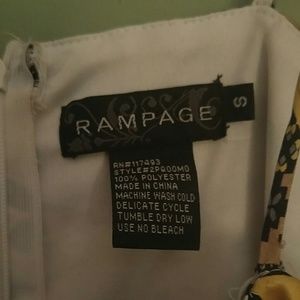 RAMPAGE
S
RN#117493
STYLE#2PQ00MO
100% POLYESTER
MADE IN CHINA
MACHINE WASH COLD
DELICATE CYCLE
TUMBLE DRY LOW
USE NO BLEACH